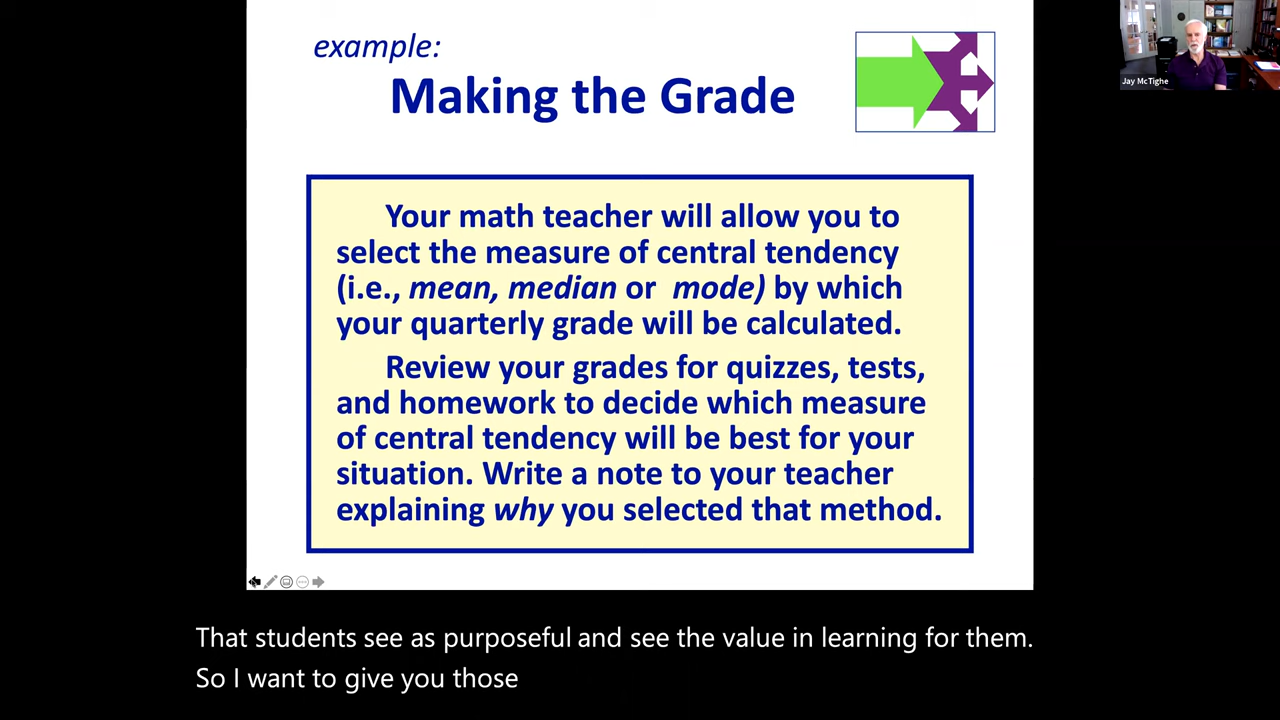 example:
Making the Grade
Jay McTighe
Your math teacher will allow you to
select the measure of central tendency
(i.e., mean, median or mode) by which
your quarterly grade will be calculated.
Review your grades for quizzes, tests,
and homework to decide which measure
of central tendency will be best for your
situation. Write a note to your teacher
explaining why you selected that method.
That students see as purposeful and see the value in learning for them.
So I want to give you those